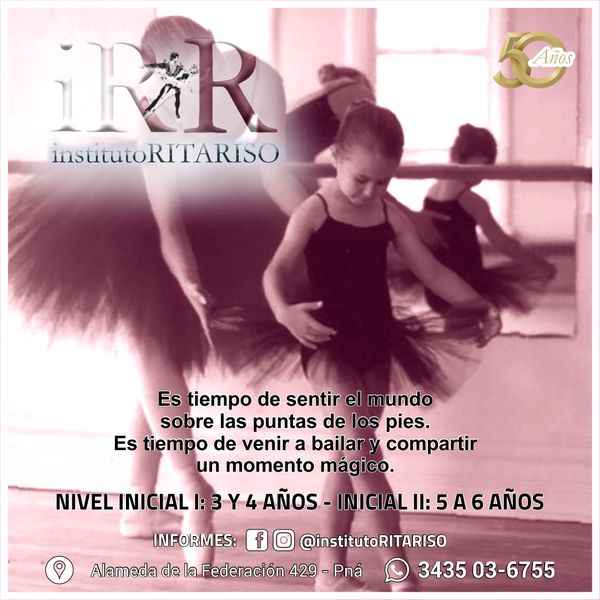 iRR
institutoRITARISO
50 Años
Es tiempo de sentir el mundo
sobre las puntas de los pies.
Es tiempo de venir a bailar y compartir
un momento mágico.
NIVEL INICIAL I: 3 Y 4 AÑOS - INICIAL II: 5 A 6 AÑOS
INFORMES: @institutoRITARISO
Alameda de la Federación 429 - Pná 3435 03-6755